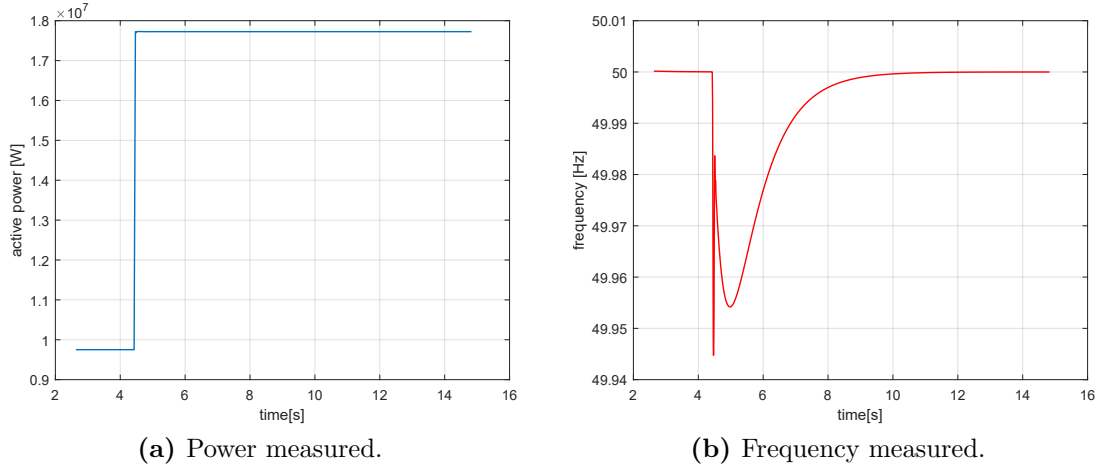 ×10⁷
1.8
1.7
1.6
1.5
1.4
1.3
1.2
1.1
1
0.9
active power [W]
2 4 6 8 10 12 14 16
time[s]
(a) Power measured.
50.01
50
49.99
49.98
49.97
49.96
49.95
49.94
frequency [Hz]
2 4 6 8 10 12 14 16
time[s]
(b) Frequency measured.